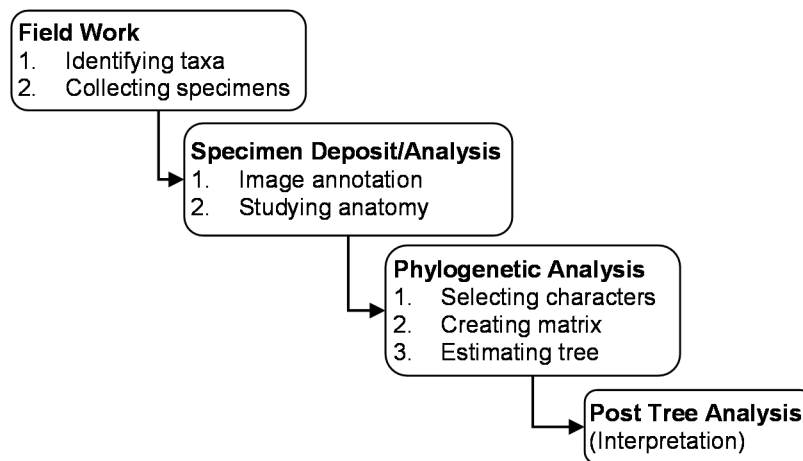 Field Work
1. Identifying taxa
2. Collecting specimens
Specimen Deposit/Analysis
1. Image annotation
2. Studying anatomy
Phylogenetic Analysis
1. Selecting characters
2. Creating matrix
3. Estimating tree
Post Tree Analysis
(Interpretation)